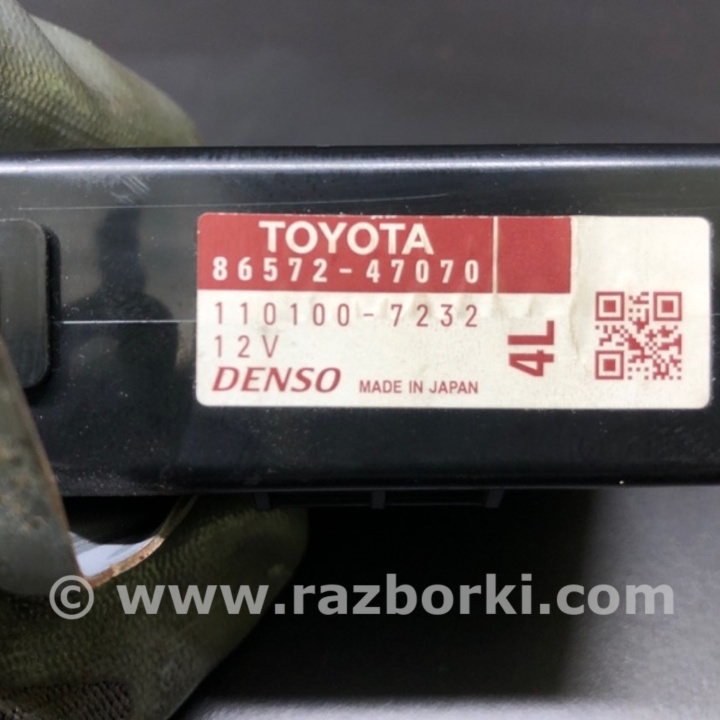 TOYOTA
86572-47070
110100-7232
12V
4L
DENSO MADE IN JAPAN
© www.razborki.com